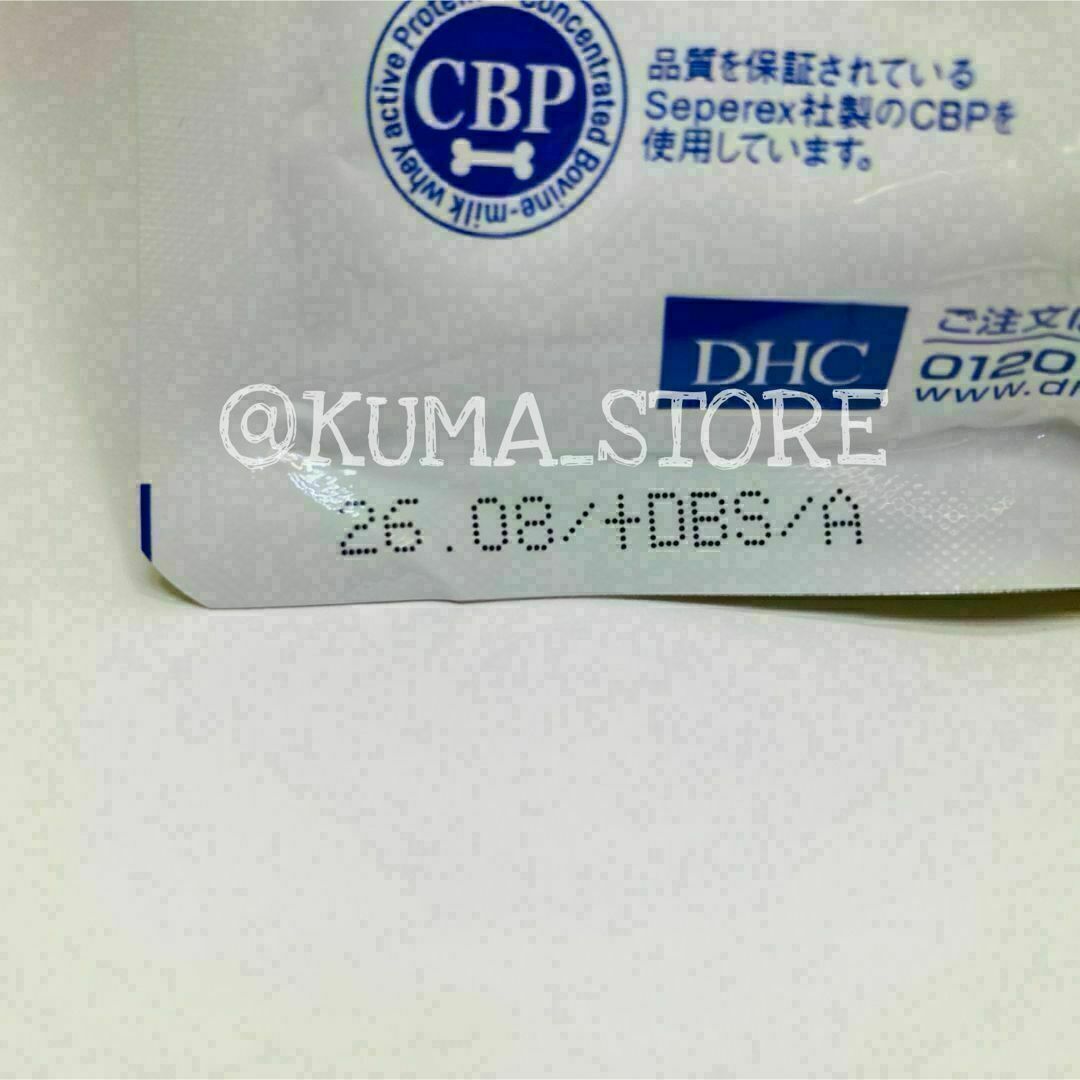 Concentrated Bovine-milk whey active Protein
CBP
品質を保証されている
Seperex社製のCBPを
使用しています。
DHC
ご注文
0120
www.
@KUMA_STORE
26.08/+DBS/A